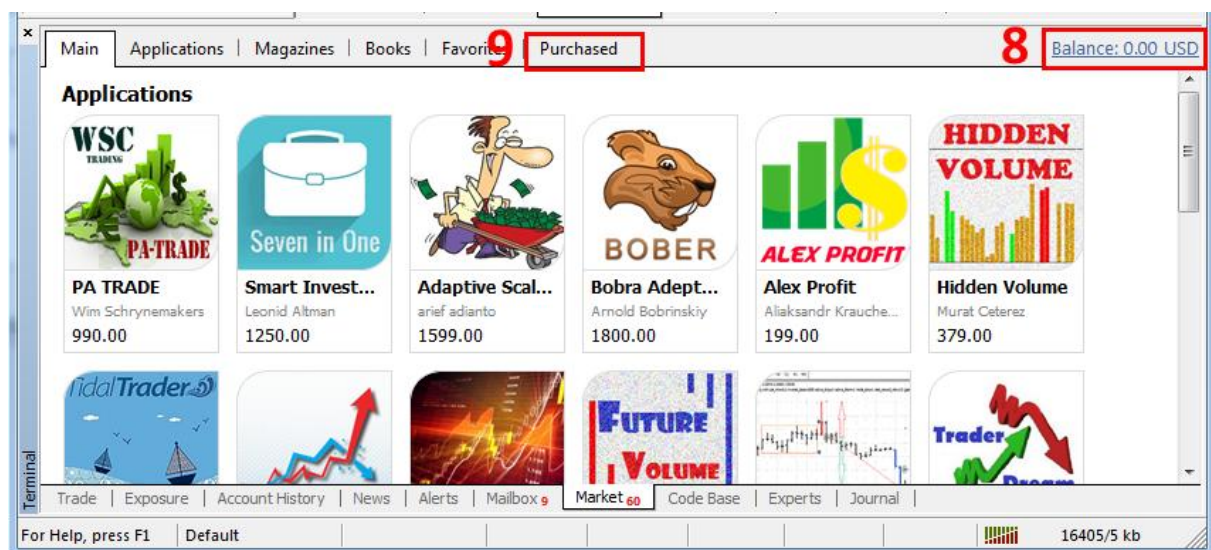 Main Applications | Magazines | Books | Favorites | Purchased
9
8
Balance: 0.00 USD
Applications
WSC
TRADING
PA-TRADE
Seven in One
BOBER
ALEX PROFIT
HIDDEN
VOLUME
PA TRADE
Wim Schrynemakers
990.00
Smart Invest...
Leonid Altman
1250.00
Adaptive Scal...
arief adianto
1599.00
Bobra Adept...
Arnold Bobrinskiy
1800.00
Alex Profit
Aliaksandr Krauche...
199.00
Hidden Volume
Murat Ceterez
379.00
TidalTrader
FUTURE
VOLUME
Trader
Dream
Terminal
Trade | Exposure | Account History | News | Alerts | Mailbox 9 Market 60 Code Base | Experts | Journal |
For Help, press F1 Default 16405/5 kb